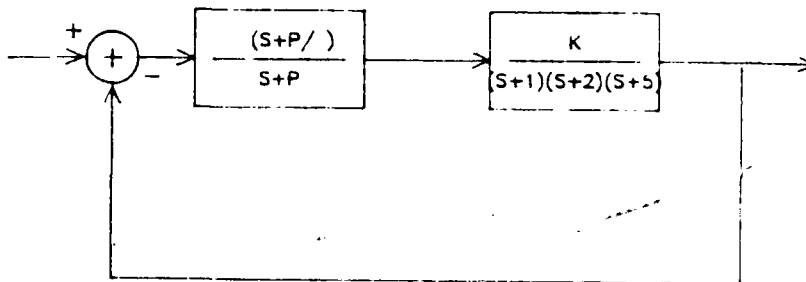 +
+
−
(S+P/ )
S+P
K
(S+1)(S+2)(S+5)